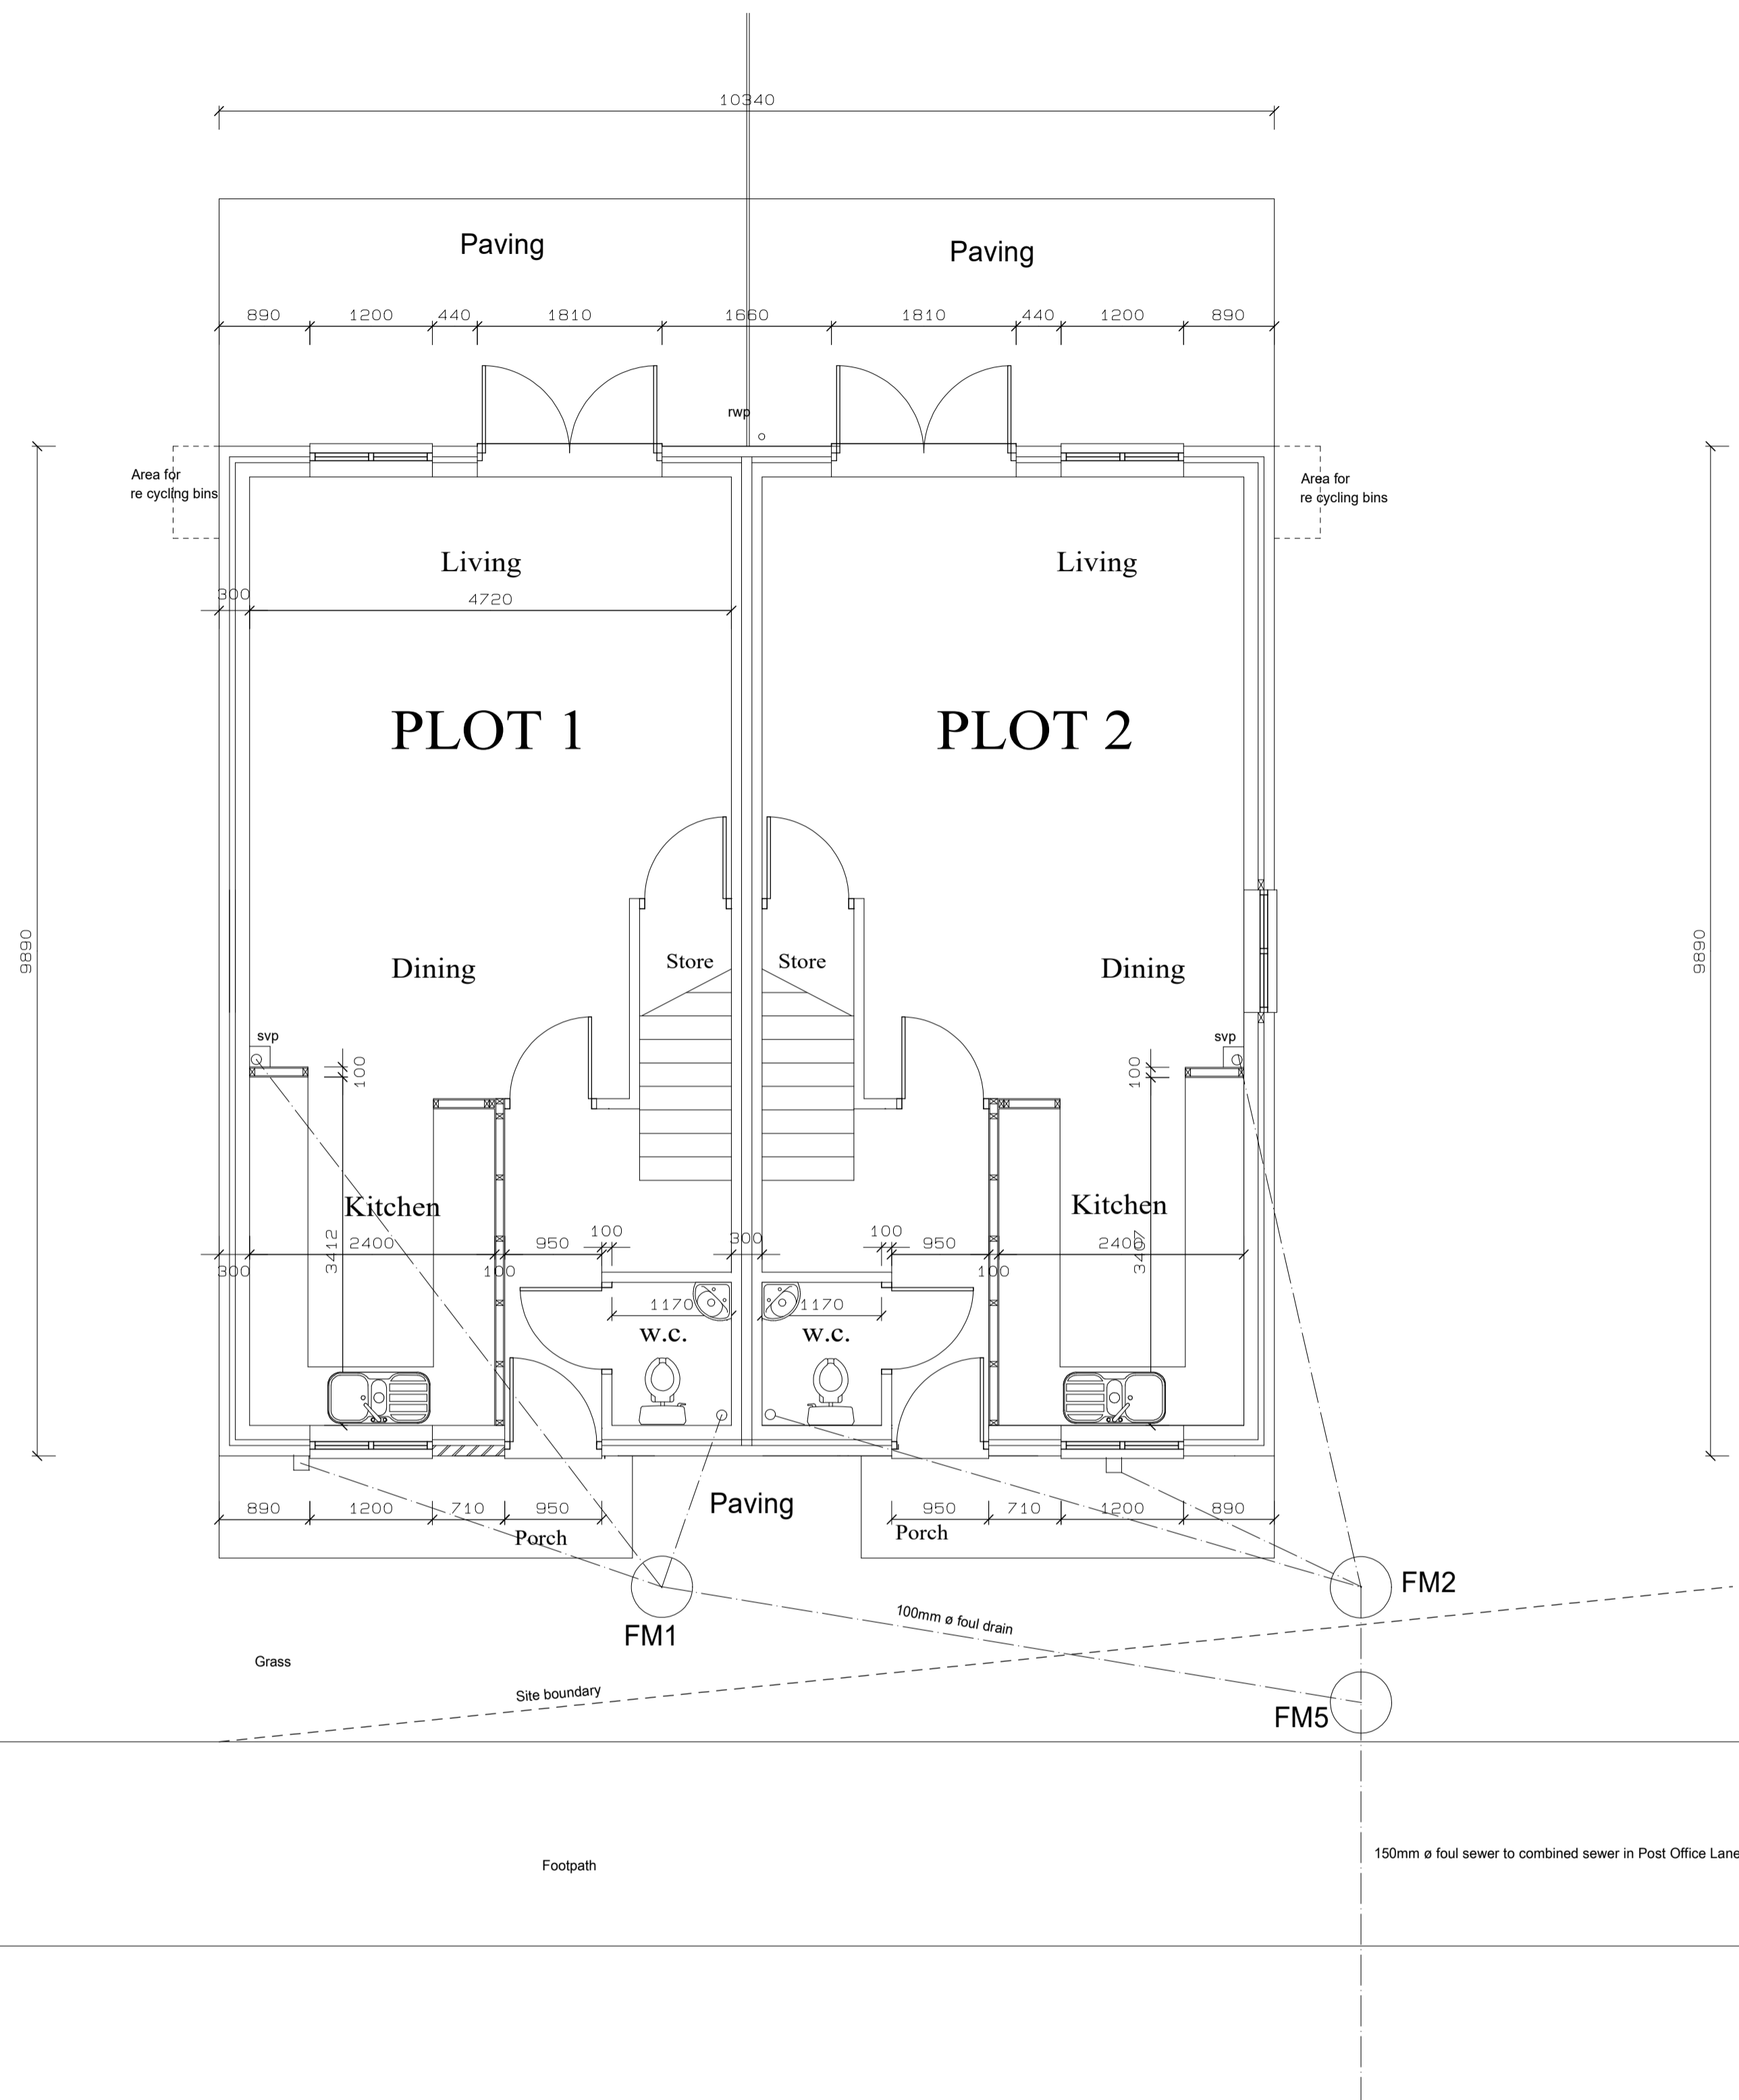 10340
Paving
Paving
890 1200 440 1810 1660 1810 440 1200 890
rwp
Area for
re cycling bins
Area for
re cycling bins
Living
Living
300 4720
PLOT 1
PLOT 2
9890
9890
Store
Store
Dining
Dining
svp
svp
100
100
Kitchen
Kitchen
3412
3407
300 2400 100 950 100 300 100 950 100 2400
1170
1170
w.c.
w.c.
Paving
890 1200 710 950
950 710 1200 890
Porch
Porch
FM1
FM2
100mm ø foul drain
Grass
Site boundary
FM5
Footpath
150mm ø foul sewer to combined sewer in Post Office Lane